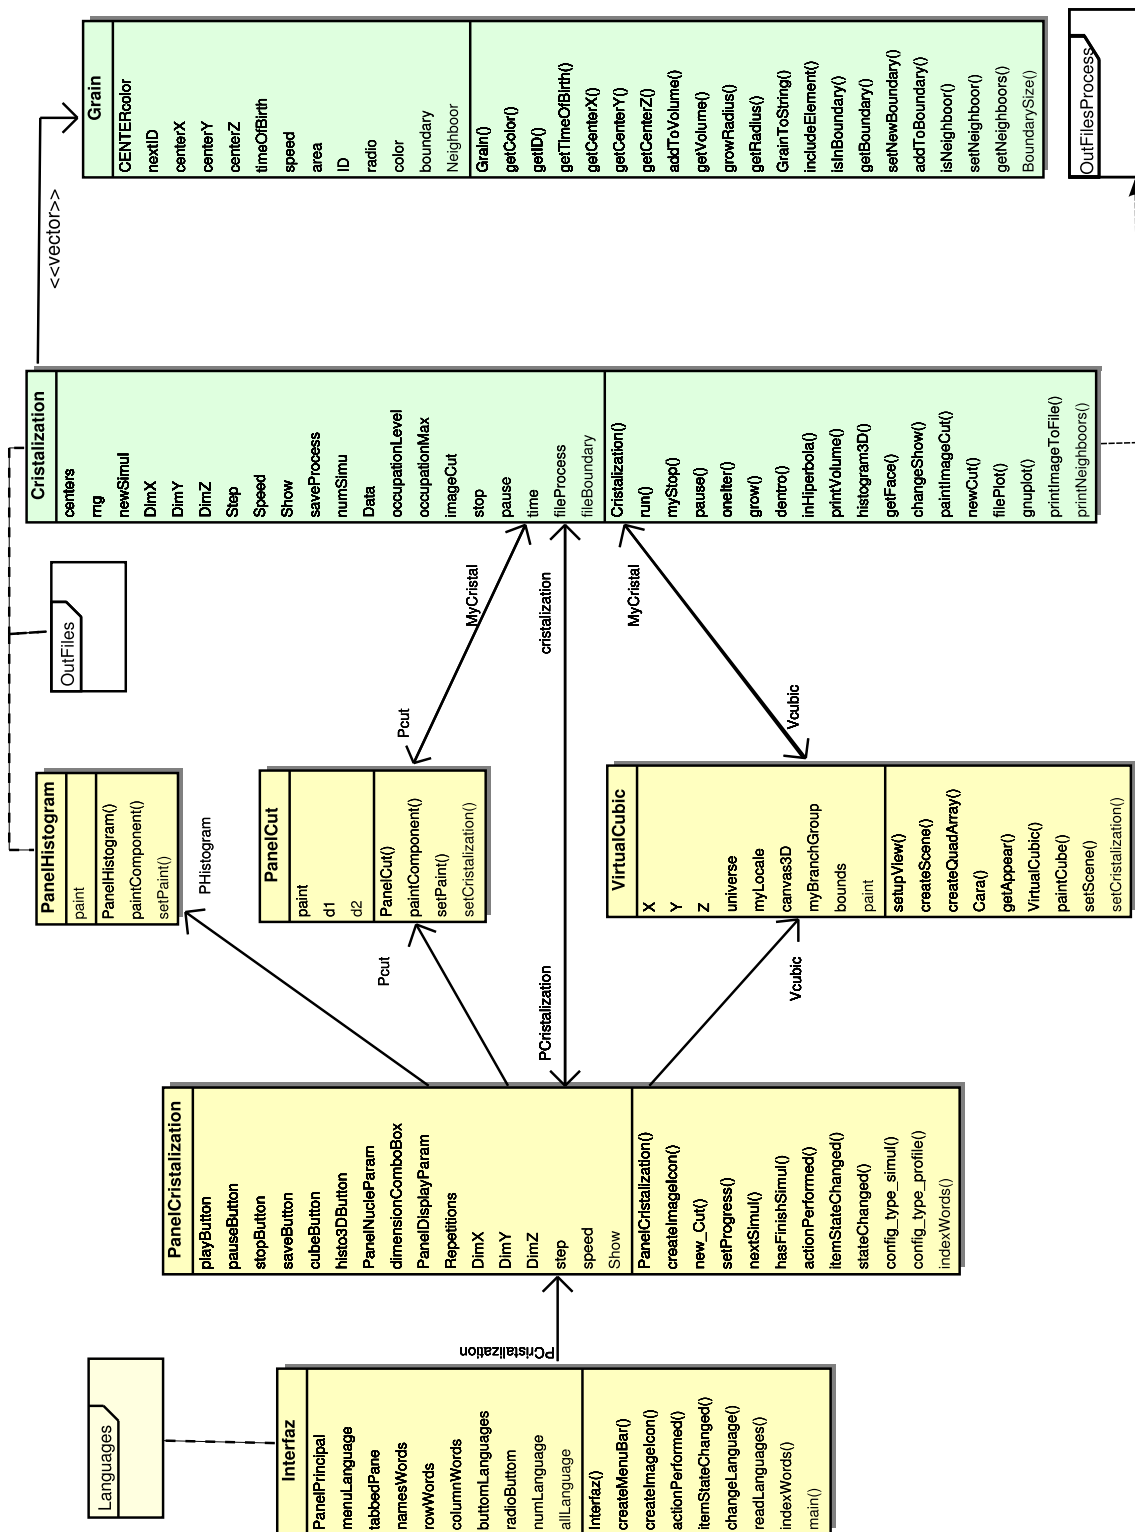 Languages
Interfaz
PanelPrincipal
menuLanguage
tabbedPane
namesWords
rowWords
columnWords
buttomLanguages
radioButtom
numLanguage
allLanguage
Interfaz()
createMenuBar()
createImageIcon()
actionPerformed()
itemStateChanged()
changeLanguage()
readLanguages()
indexWords()
main()
PCristalization
PanelCristalization
playButton
pauseButton
stopButton
saveButton
cubeButton
histo3DButton
PanelNucleParam
dimensionComboBox
PanelDisplayParam
Repetitions
DimX
DimY
DimZ
step
speed
Show
PanelCristalization()
createImageIcon()
new_Cut()
setProgress()
nextSimul()
hasFinishSimul()
actionPerformed()
itemStateChanged()
stateChanged()
config_type_simul()
config_type_profile()
indexWords()
PHistogram
Pcut
PCristalization
Vcubic
PanelHistogram
paint
PanelHistogram()
paintComponent()
setPaint()
PanelCut
paint
d1
d2
PanelCut()
paintComponent()
setPaint()
setCristalization()
VirtualCubic
X
Y
Z
universe
myLocale
canvas3D
myBranchGroup
bounds
paint
setupView()
createScene()
createQuadArray()
Cara()
getAppear()
VirtualCubic()
paintCube()
setScene()
setCristalization()
OutFiles
Pcut
MyCristal
cristalization
MyCristal
Vcubic
Cristalization
centers
rrrg
newSimul
DimX
DimY
DimZ
Step
Speed
Show
saveProcess
numSimu
Data
occupationLevel
occupationMax
imageCut
stop
pause
time
fileProcess
fileBoundary
Cristalization()
run()
myStop()
pause()
oneIter()
grow()
dentro()
inHiperbola()
printVolume()
histogram3D()
getFace()
changeShow()
paintImageCut()
newCut()
filePlot()
gnuplot()
printImageToFile()
printNeighboors()
<<vector>>
Grain
CENTERcolor
nextID
centerX
centerY
centerZ
timeOfBirth
speed
area
ID
radio
color
boundary
Neighboor
Grain()
getColor()
getID()
getTimeOfBirth()
getCenterX()
getCenterY()
getCenterZ()
addToVolume()
getVolume()
growRadius()
getRadius()
GrainToString()
includeElement()
isInBoundary()
getBoundary()
setNewBoundary()
addToBoundary()
isNeighbor()
setNeighboor()
getNeighboors()
BoundarySize()
OutFilesProcess